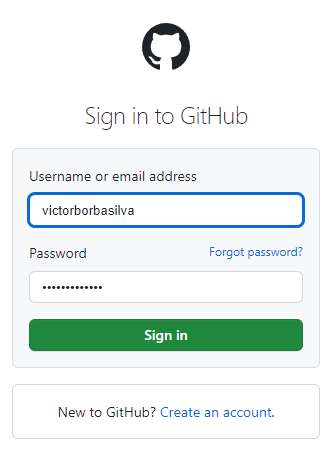 Sign in to GitHub
Username or email address
victorborbasilva
Password Forgot password?
•••••••••••••
Sign in
New to GitHub? Create an account.